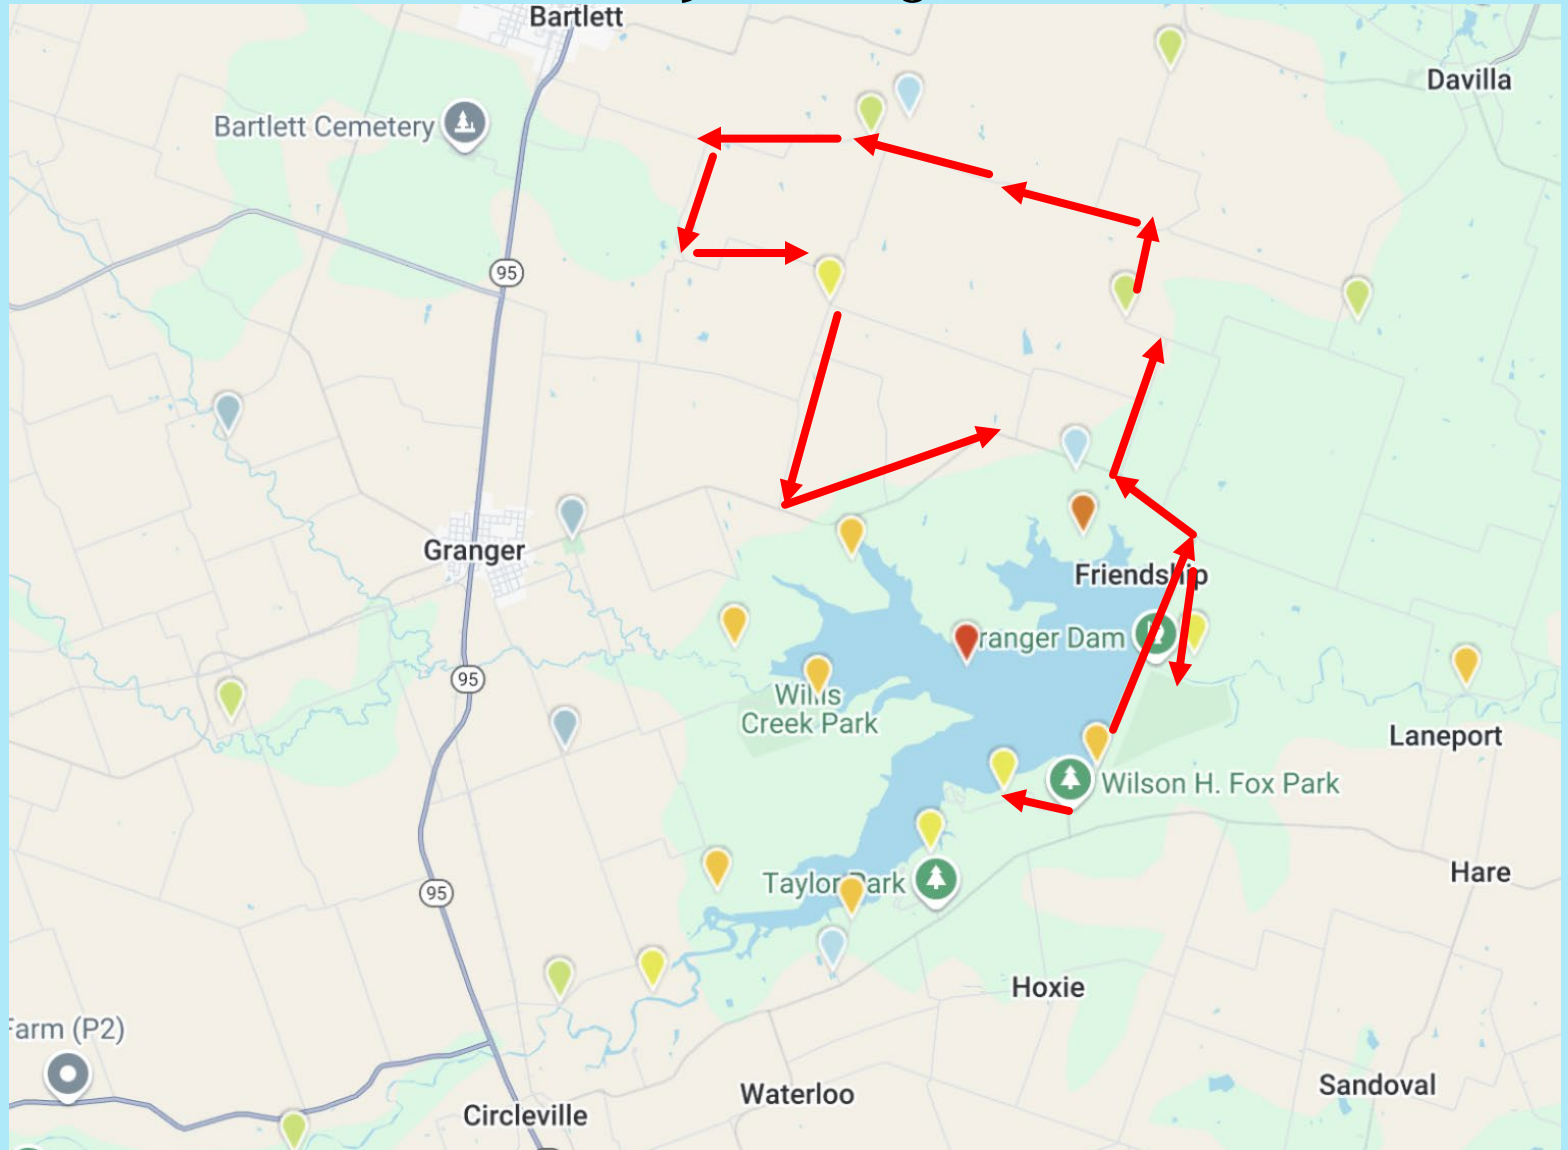 Bartlett
Davilla
Bartlett Cemetery
95
Granger
Friendship
ranger Dam
95
Willis
Creek Park
Laneport
Wilson H. Fox Park
Hare
Taylor Park
95
Hoxie
Farm (P2)
Sandoval
Waterloo
Circleville